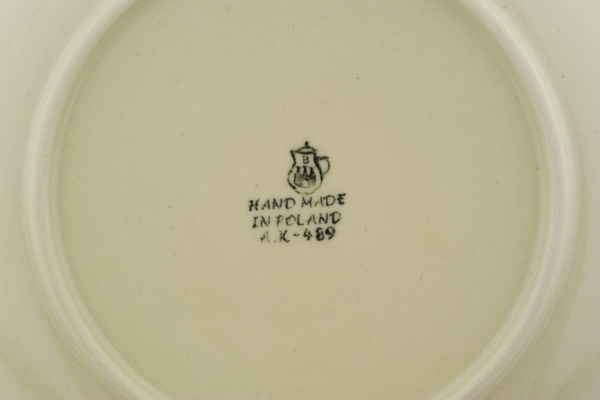 B
HAND MADE
IN POLAND
A.K-489